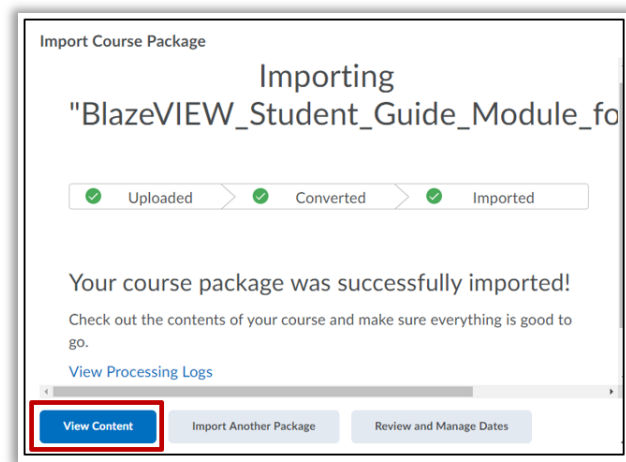 Import Course Package
Importing
"BlazeVIEW_Student_Guide_Module_fo
Uploaded Converted Imported
Your course package was successfully imported!
Check out the contents of your course and make sure everything is good to
go.
View Processing Logs
View Content Import Another Package Review and Manage Dates